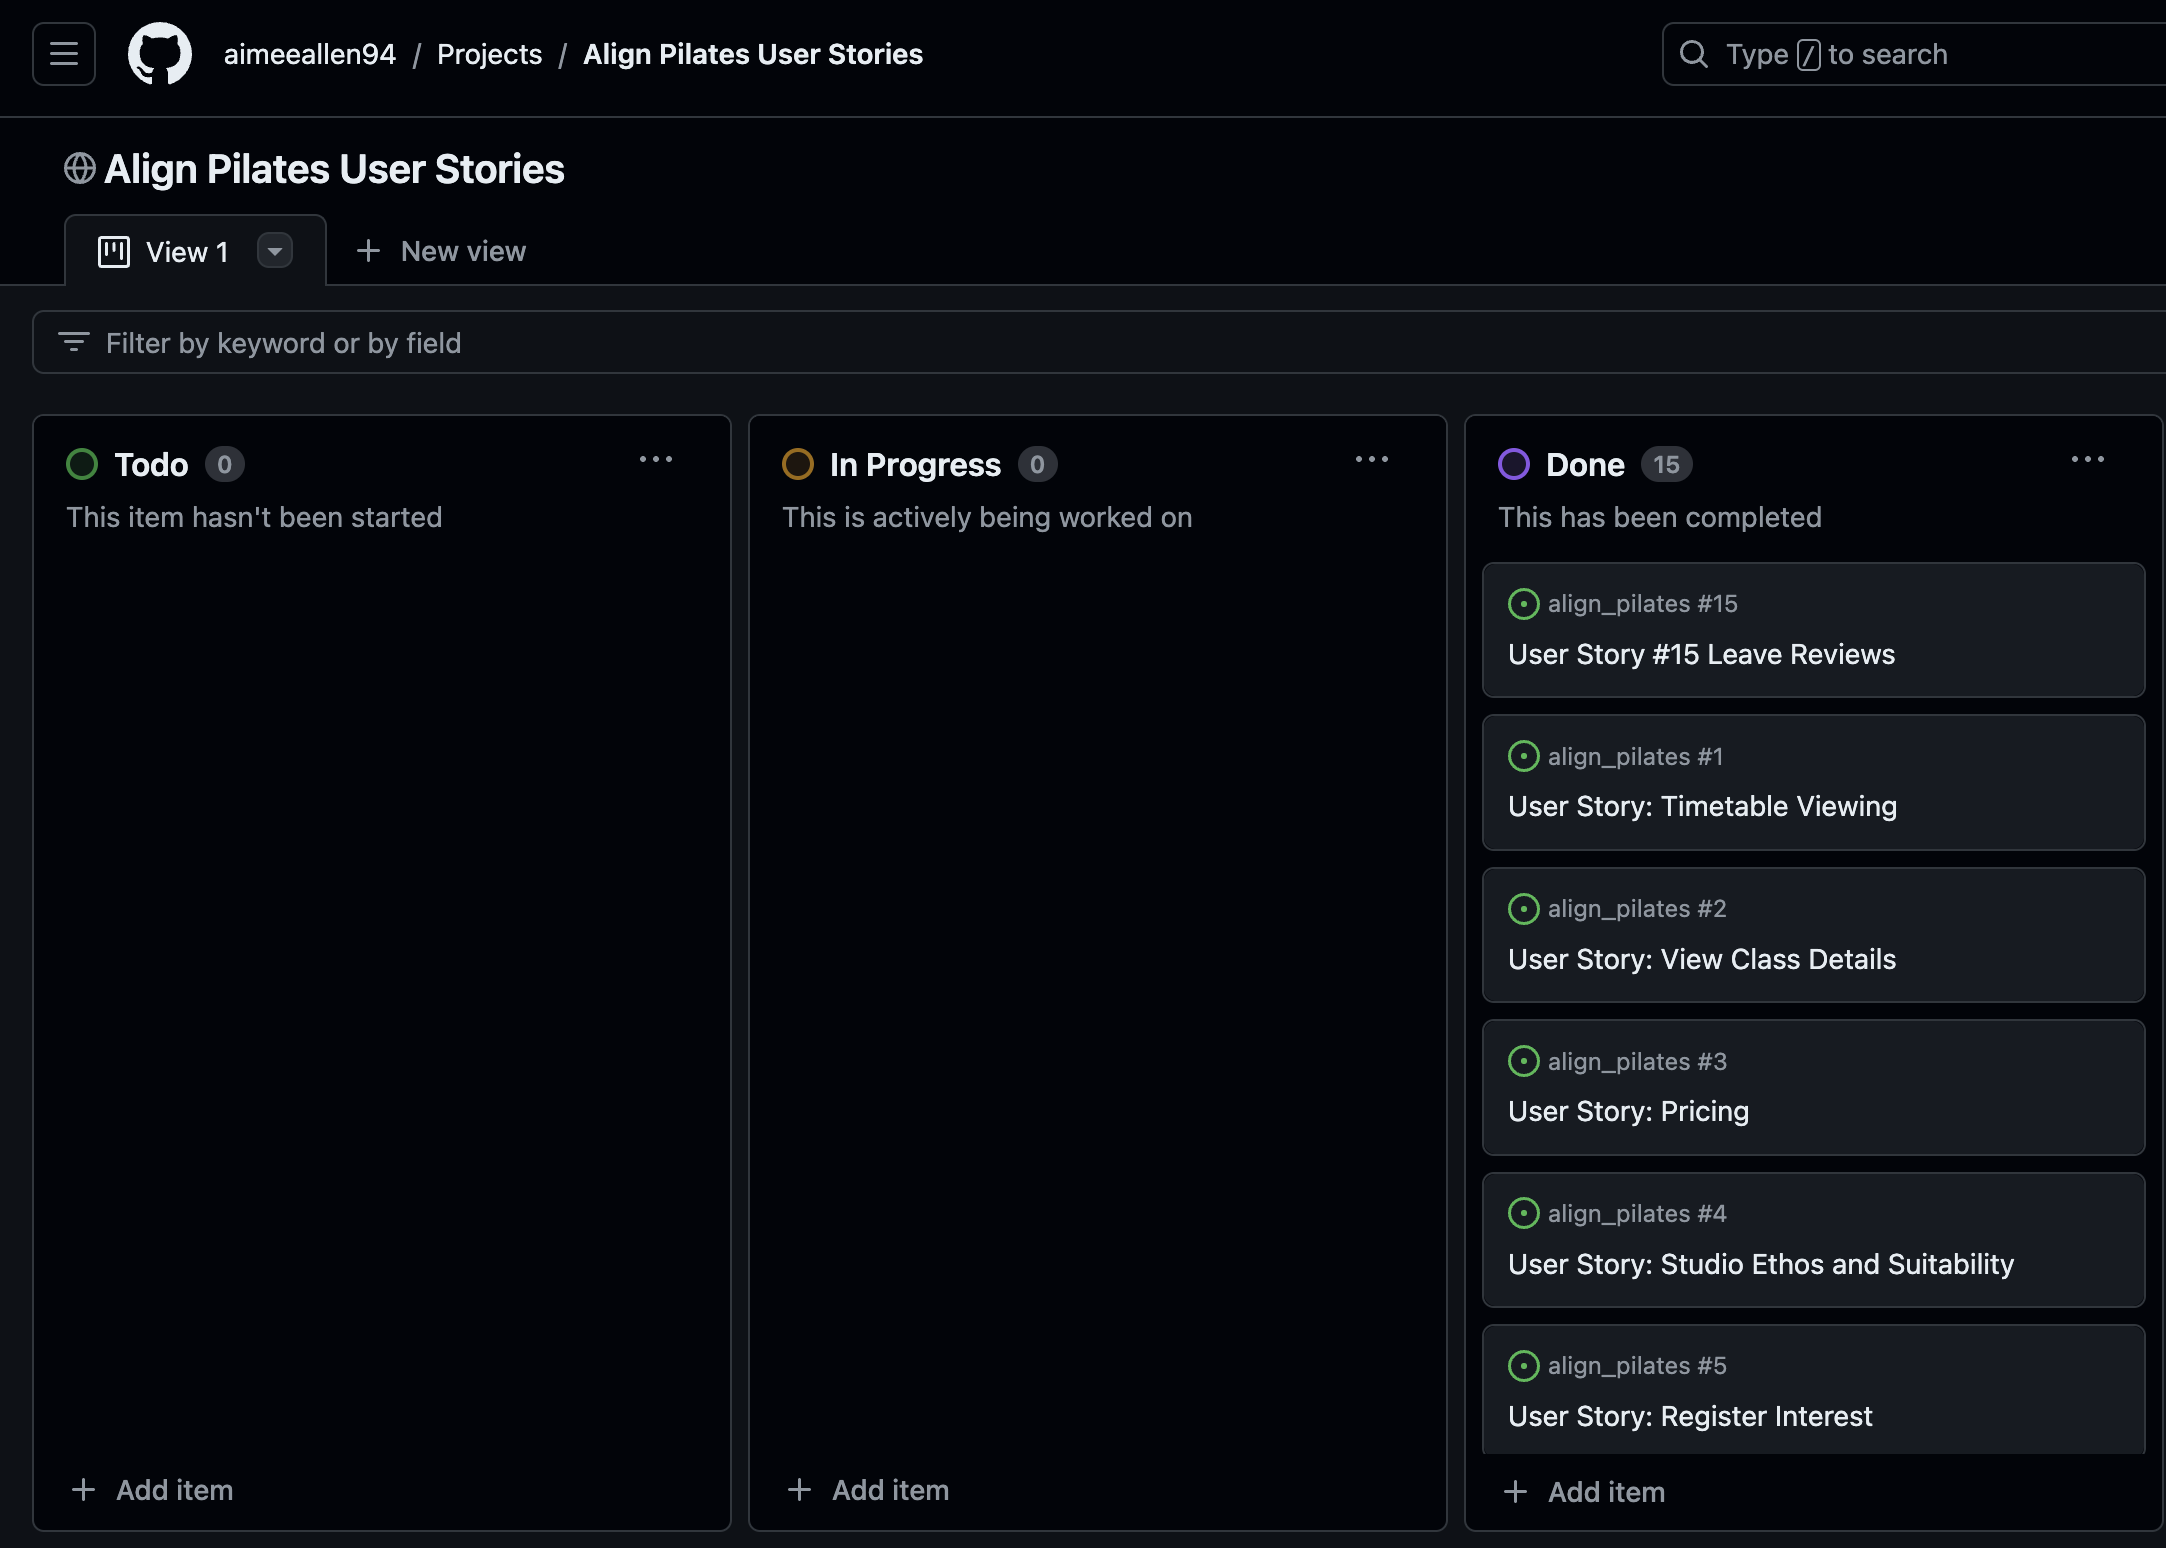 aimeeallen94 / Projects / Align Pilates User Stories
Type / to search
Align Pilates User Stories
View 1
New view
Filter by keyword or by field
Todo 0
This item hasn't been started
Add item
In Progress 0
This is actively being worked on
Add item
Done 15
This has been completed
align_pilates #15
User Story #15 Leave Reviews
align_pilates #1
User Story: Timetable Viewing
align_pilates #2
User Story: View Class Details
align_pilates #3
User Story: Pricing
align_pilates #4
User Story: Studio Ethos and Suitability
align_pilates #5
User Story: Register Interest
Add item